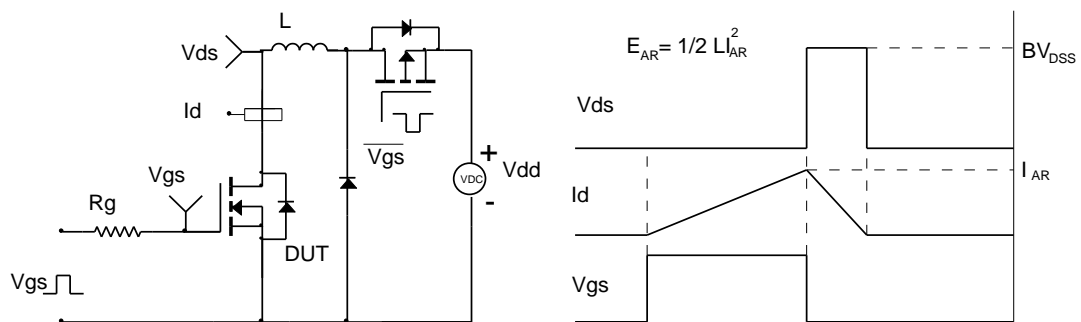 L
Vds
Id
Vgs
Rg
Vgs
DUT
Vgs
VDC
+
Vdd
-
E_AR = 1/2 LI_AR^2
BV_DSS
Vds
I_AR
Id
Vgs